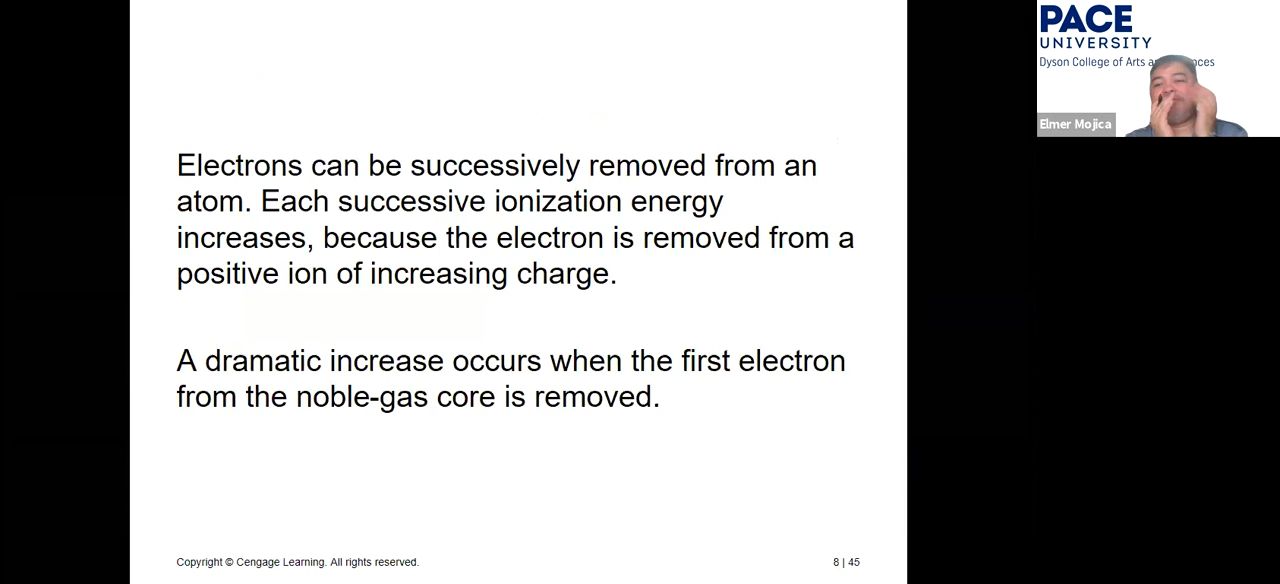 Electrons can be successively removed from an
atom. Each successive ionization energy
increases, because the electron is removed from a
positive ion of increasing charge.
A dramatic increase occurs when the first electron
from the noble-gas core is removed.
Copyright © Cengage Learning. All rights reserved.
8 | 45
PACE
UNIVERSITY
Dyson College of Arts
Elmer Mojica